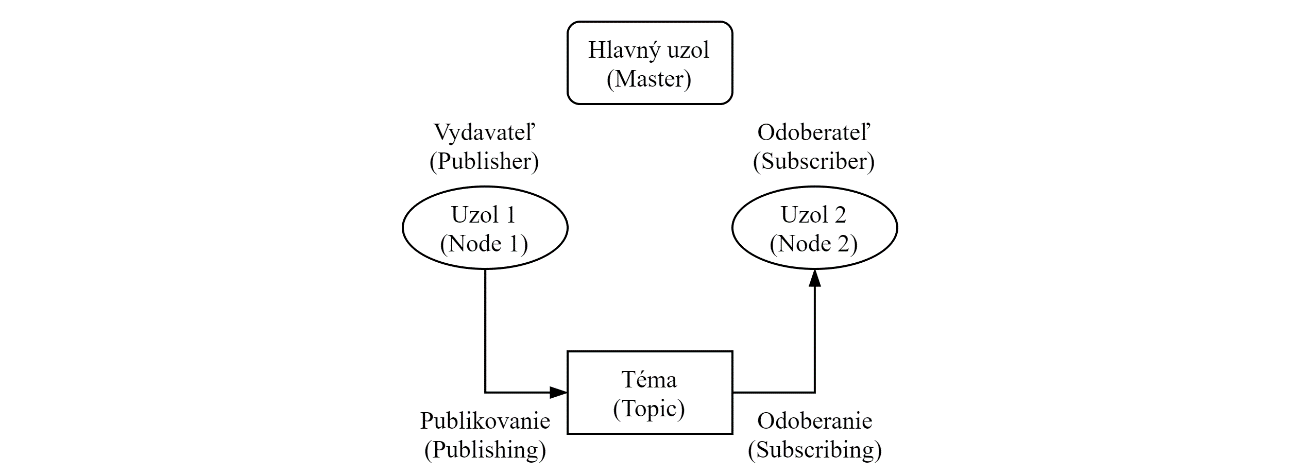 Hlavný uzol
(Master)
Vydavateľ
(Publisher)
Odoberateľ
(Subscriber)
Uzol 1
(Node 1)
Uzol 2
(Node 2)
Téma
(Topic)
Publikovanie
(Publishing)
Odoberanie
(Subscribing)